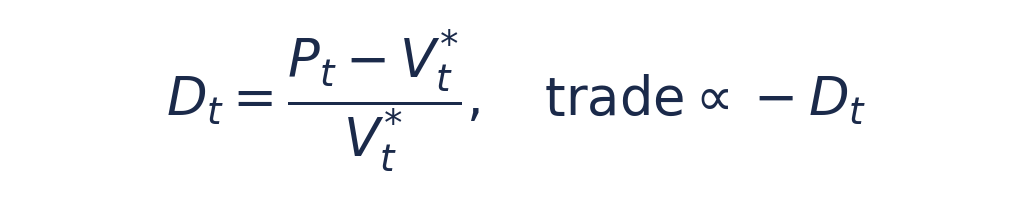 $D_t = \frac{P_t - V_t^*}{V_t^*}, \quad \text{trade} \propto -D_t$